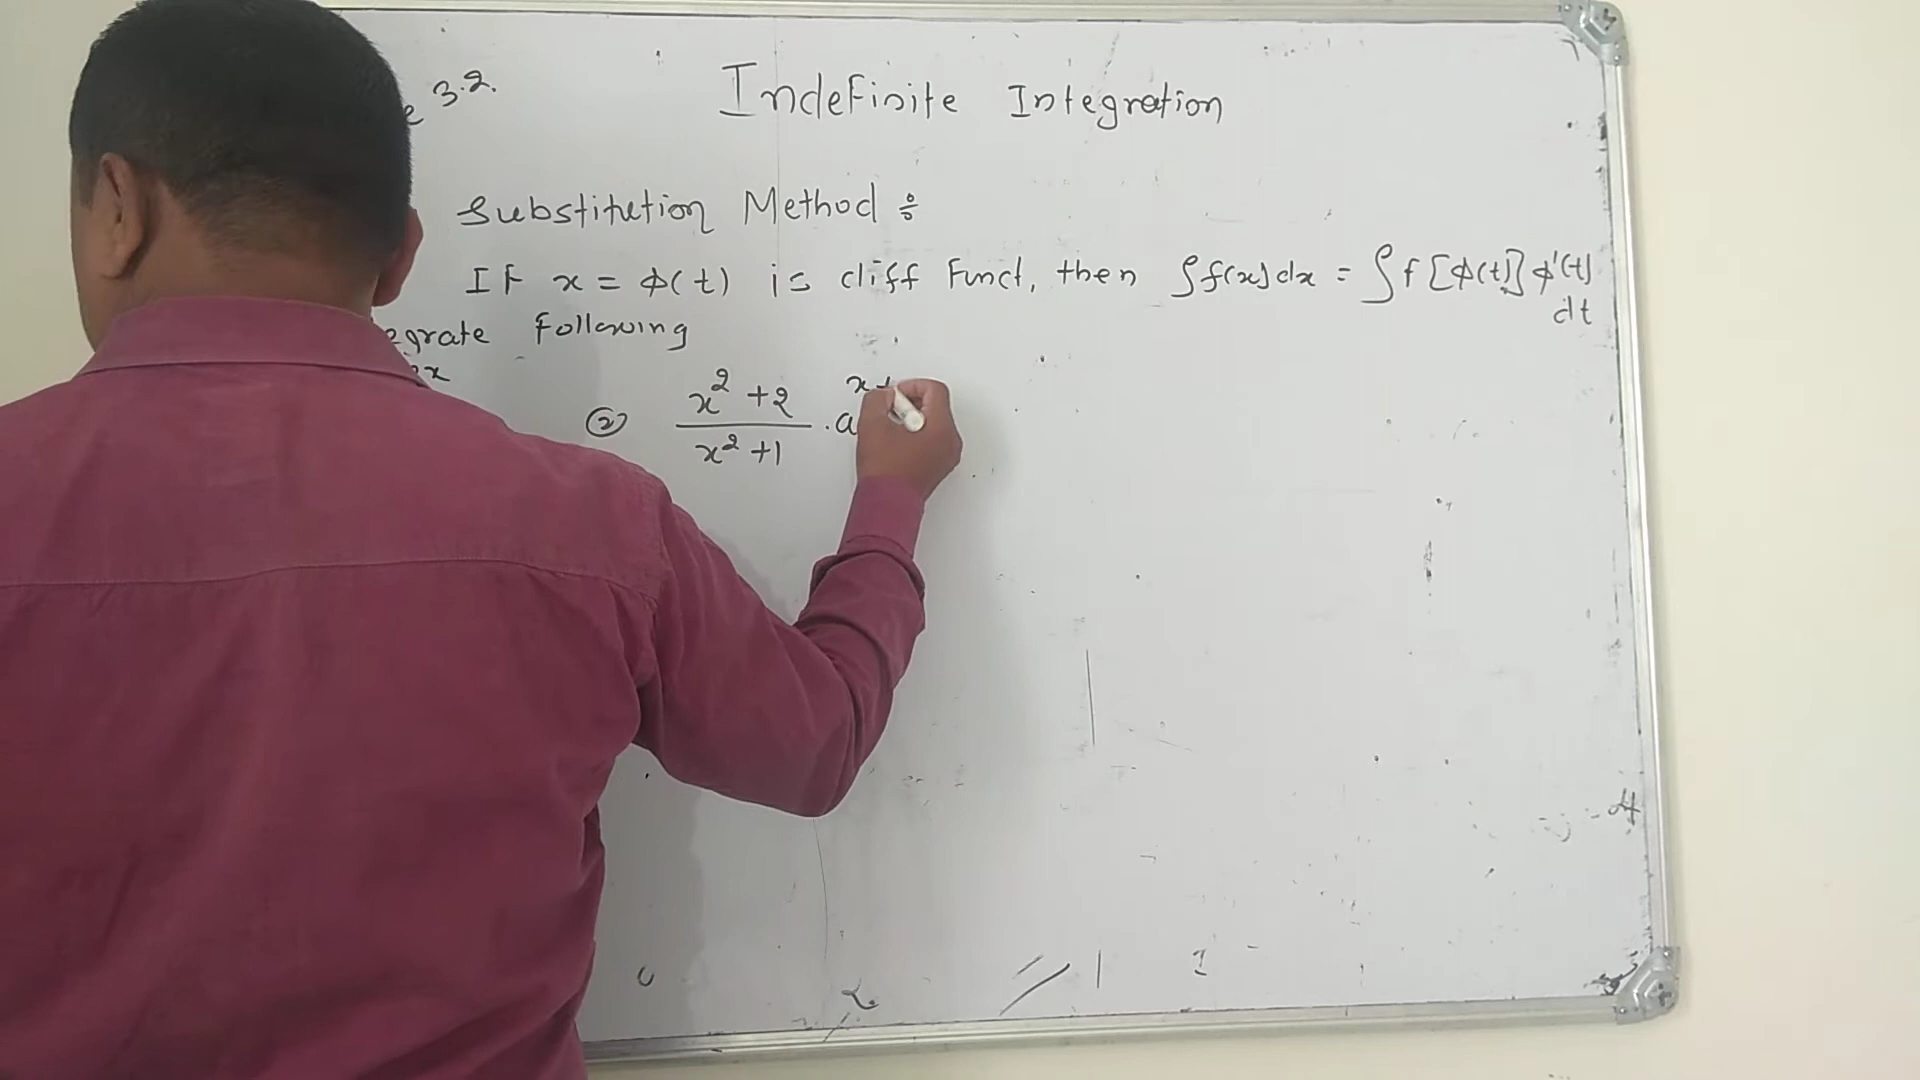 3.2.
Indefinite Integration
Substitution Method ÷
If x = ϕ(t) is diff Funct, then ∫f(x)dx = ∫f[ϕ(t)]ϕ'(t)
dt
egrate Following
x
② x² + 2 / x² + 1 . a^x+